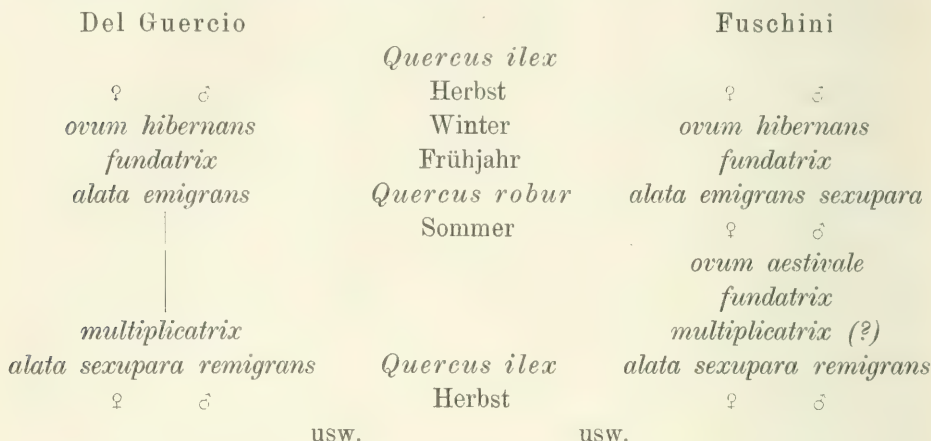 Del Guercio Fuschini
Quercus ilex
♀ ♂ Herbst ♀ ♂
ovum hibernans Winter ovum hibernans
fundatrix Frühjahr fundatrix
alata emigrans Quercus robur alata emigrans sexupara
Sommer ♀ ♂
ovum aestivale
fundatrix
multiplicatrix multiplicatrix (?)
alata sexupara remigrans Quercus ilex alata sexupara remigrans
♀ ♂ Herbst ♀ ♂
usw. usw.